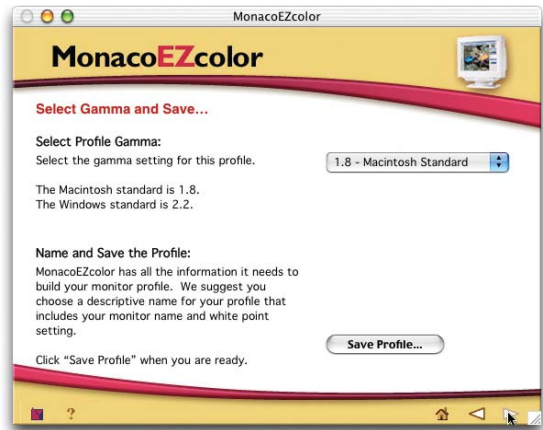 MonacoEZcolor
MonacoEZcolor
Select Gamma and Save...
Select Profile Gamma:
Select the gamma setting for this profile.
1.8 - Macintosh Standard
The Macintosh standard is 1.8.
The Windows standard is 2.2.
Name and Save the Profile:
MonacoEZcolor has all the information it needs to
build your monitor profile. We suggest you
choose a descriptive name for your profile that
includes your monitor name and white point
setting.
Save Profile...
Click “Save Profile” when you are ready.
?